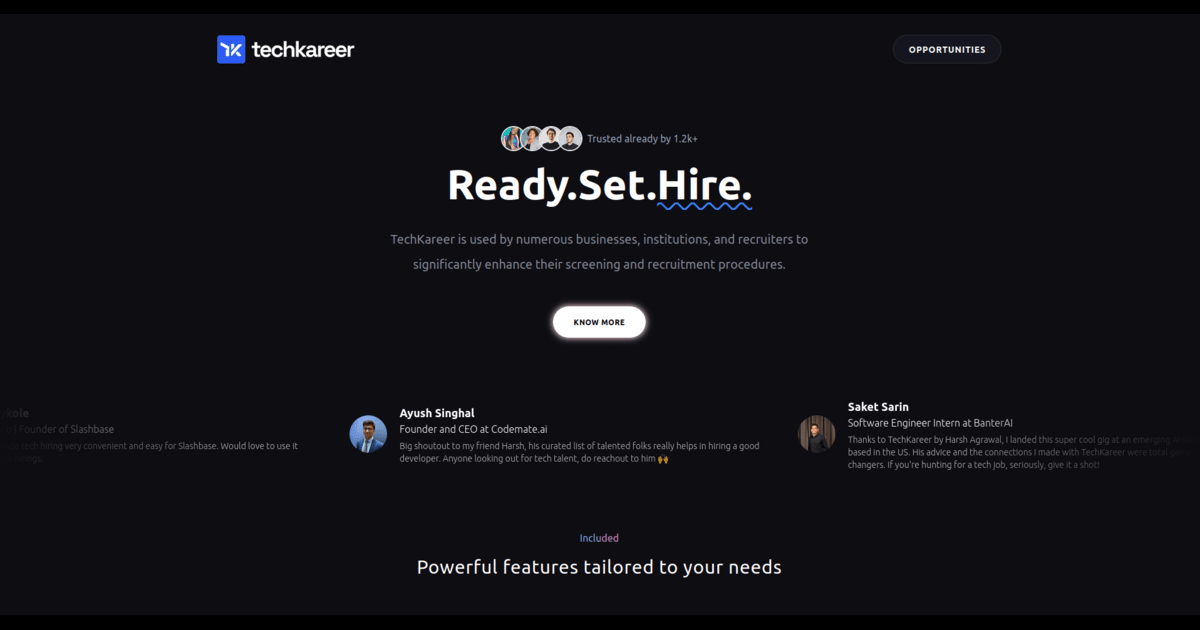 techkareer
OPPORTUNITIES
Trusted already by 1.2k+
Ready.Set.Hire.
TechKareer is used by numerous businesses, institutions, and recruiters to
significantly enhance their screening and recruitment procedures.
KNOW MORE
| Founder of Slashbase
tech hiring very convenient and easy for Slashbase. Would love to use it
Ayush Singhal
Founder and CEO at Codemate.ai
Big shoutout to my friend Harsh, his curated list of talented folks really helps in hiring a good
developer. Anyone looking out for tech talent, do reachout to him 🙌
Saket Sarin
Software Engineer Intern at BanterAI
Thanks to TechKareer by Harsh Agrawal, I landed this super cool gig at an emerging
based in the US. His advice and the connections I made with TechKareer were total
changers. If you're hunting for a tech job, seriously, give it a shot!
Included
Powerful features tailored to your needs